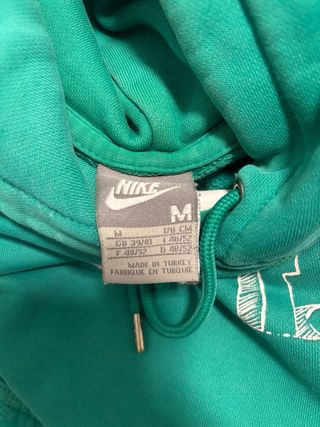 NIKE
M
M 178 CM
GB 39/41 I 48/52
F 48/52 D 48/52
MADE IN TURKEY
FABRIQUE EN TURQUIE